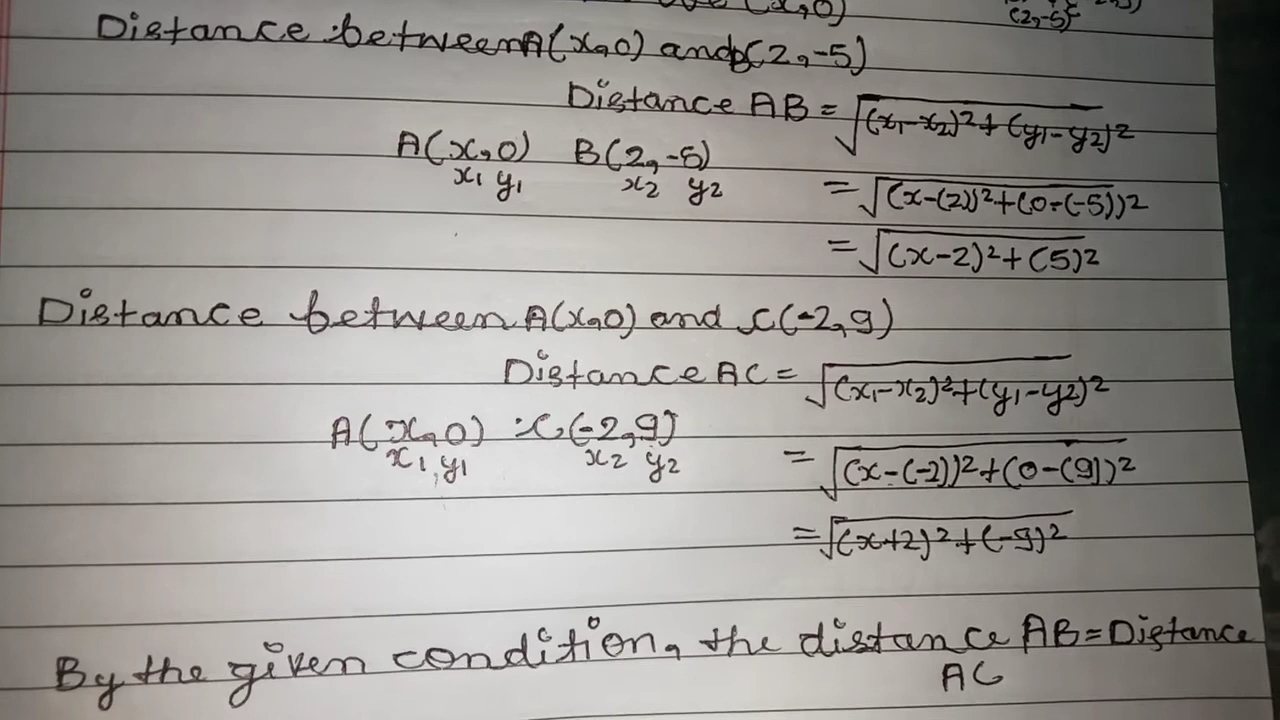 (x,0)
(2,-5)
Distance between A(x,0) and B(2,-5)
Distance AB = √(x₁-x₂)²+(y₁-y₂)²
A(x,0) B(2,-5)
x₁ y₁ x₂ y₂
=√(x-(2))²+(0-(-5))²
=√(x-2)²+(5)²
Distance between A(x,0) and C(-2,9)
Distance AC = √(x₁-x₂)²+(y₁-y₂)²
A(x,0) C(-2,9)
x₁,y₁ x₂ y₂
=√(x-(-2))²+(0-(9))²
=√(x+2)²+(-9)²
By the given condition, the distance AB=Distance
AC